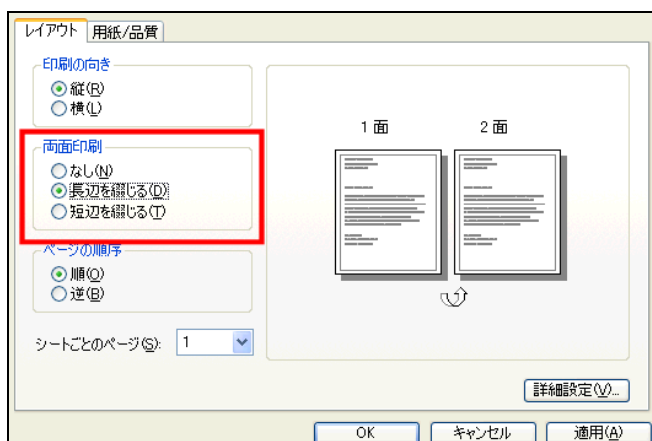 レイアウト 用紙/品質
印刷の向き
縦(R)
横(L)
両面印刷
なし(N)
長辺を綴じる(D)
短辺を綴じる(T)
ページの順序
順(O)
逆(B)
シートごとのページ(S): 1
1 面 2 面
詳細設定(V)...
OK キャンセル 適用(A)